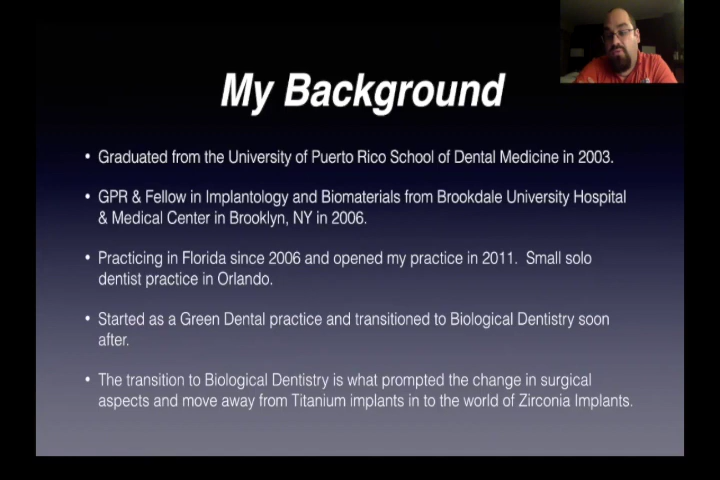 My Background
• Graduated from the University of Puerto Rico School of Dental Medicine in 2003.
• GPR & Fellow in Implantology and Biomaterials from Brookdale University Hospital
& Medical Center in Brooklyn, NY in 2006.
• Practicing in Florida since 2006 and opened my practice in 2011. Small solo
dentist practice in Orlando.
• Started as a Green Dental practice and transitioned to Biological Dentistry soon
after.
• The transition to Biological Dentistry is what prompted the change in surgical
aspects and move away from Titanium implants in to the world of Zirconia Implants.